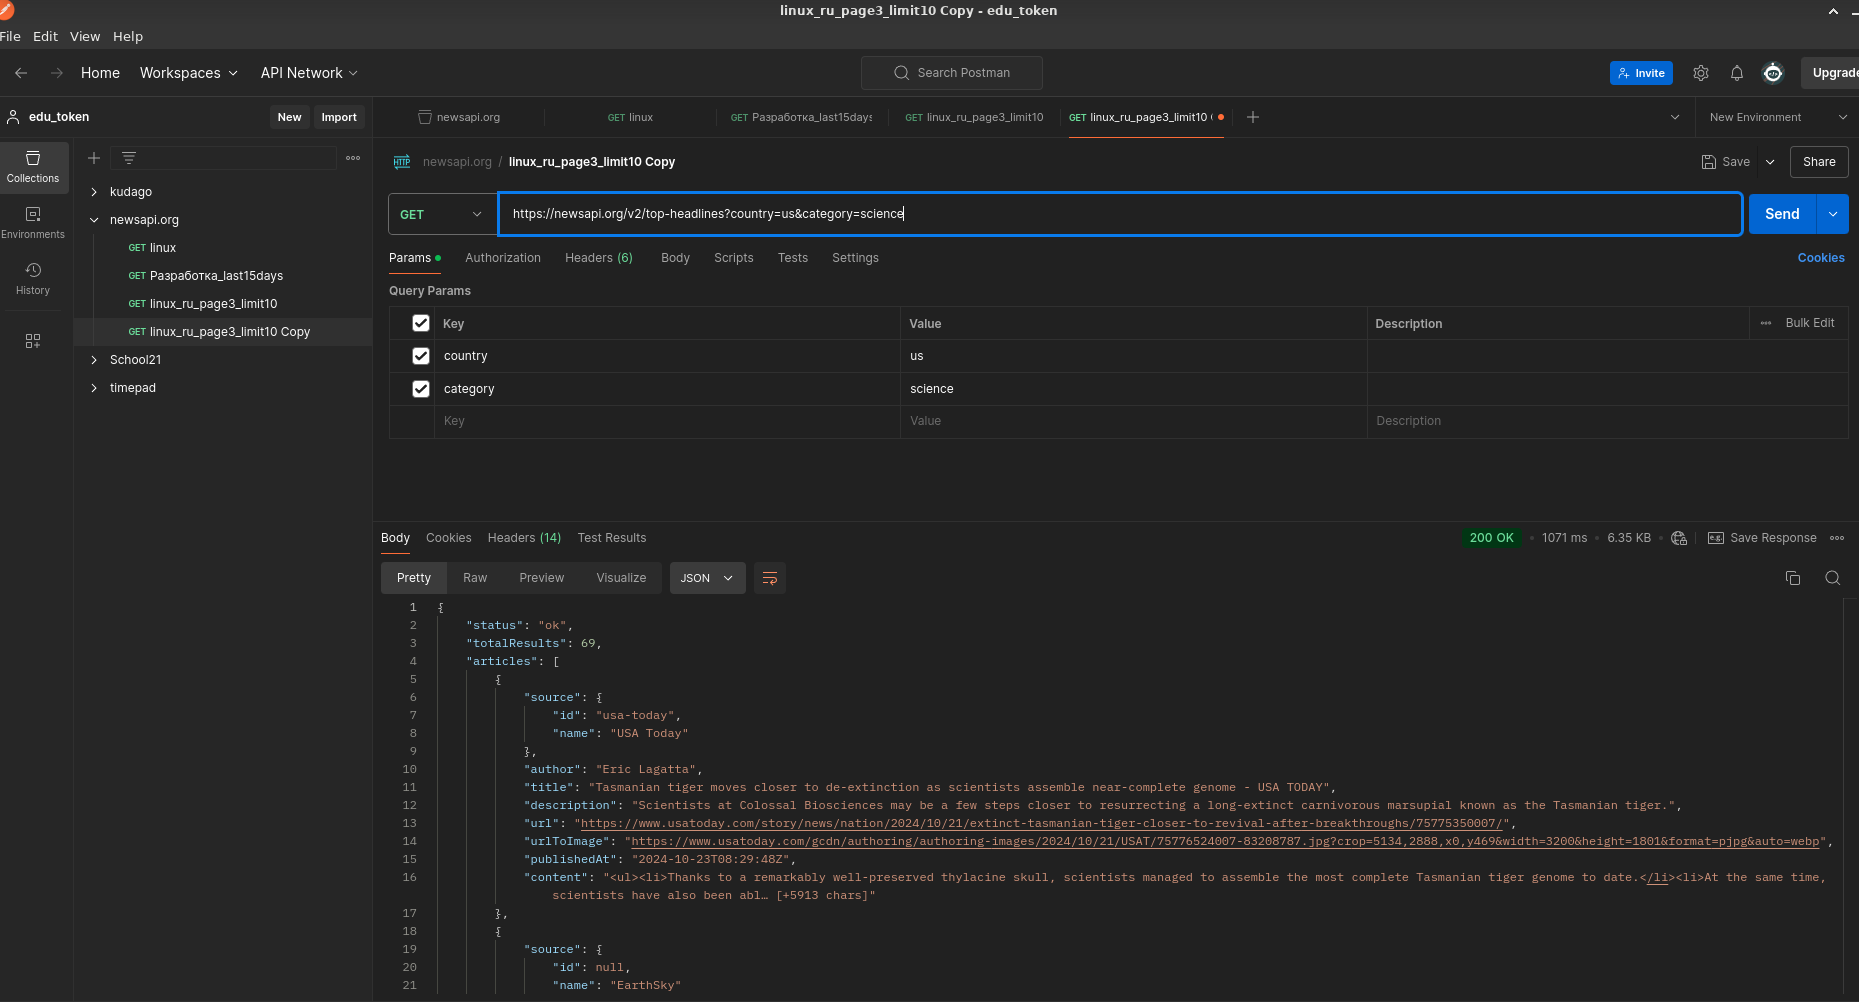 linux_ru_page3_limit10 Copy - edu_token
File Edit View Help
Home Workspaces API Network Search Postman Invite Upgrade
edu_token New Import
newsapi.org GET linux GET Разработка_last15days GET linux_ru_page3_limit10 GET linux_ru_page3_limit10 ( New Environment
Collections
Environments
History
kudago
newsapi.org
GET linux
GET Разработка_last15days
GET linux_ru_page3_limit10
GET linux_ru_page3_limit10 Copy
School21
timepad
HTTP newsapi.org / linux_ru_page3_limit10 Copy Save Share
GET https://newsapi.org/v2/top-headlines?country=us&category=science Send
Params Authorization Headers (6) Body Scripts Tests Settings Cookies
Query Params
Key Value Description Bulk Edit
country us
category science
Key Value Description
Body Cookies Headers (14) Test Results 200 OK 1071 ms 6.35 KB e.g. Save Response
Pretty Raw Preview Visualize JSON
1 {
2 "status": "ok",
3 "totalResults": 69,
4 "articles": [
5 {
6 "source": {
7 "id": "usa-today",
8 "name": "USA Today"
9 },
10 "author": "Eric Lagatta",
11 "title": "Tasmanian tiger moves closer to de-extinction as scientists assemble near-complete genome - USA TODAY",
12 "description": "Scientists at Colossal Biosciences may be a few steps closer to resurrecting a long-extinct carnivorous marsupial known as the Tasmanian tiger.",
13 "url": "https://www.usatoday.com/story/news/nation/2024/10/21/extinct-tasmanian-tiger-closer-to-revival-after-breakthroughs/75775350007/",
14 "urlToImage": "https://www.usatoday.com/gcdn/authoring/authoring-images/2024/10/21/USAT/75776524007-83208787.jpg?crop=5134,2888,x0,y469&width=3200&height=1801&format=pjpg&auto=webp",
15 "publishedAt": "2024-10-23T08:29:48Z",
16 "content": "<ul><li>Thanks to a remarkably well-preserved thylacine skull, scientists managed to assemble the most complete Tasmanian tiger genome to date.</li><li>At the same time,
scientists have also been abl… [+5913 chars]"
17 },
18 {
19 "source": {
20 "id": null,
21 "name": "EarthSky"